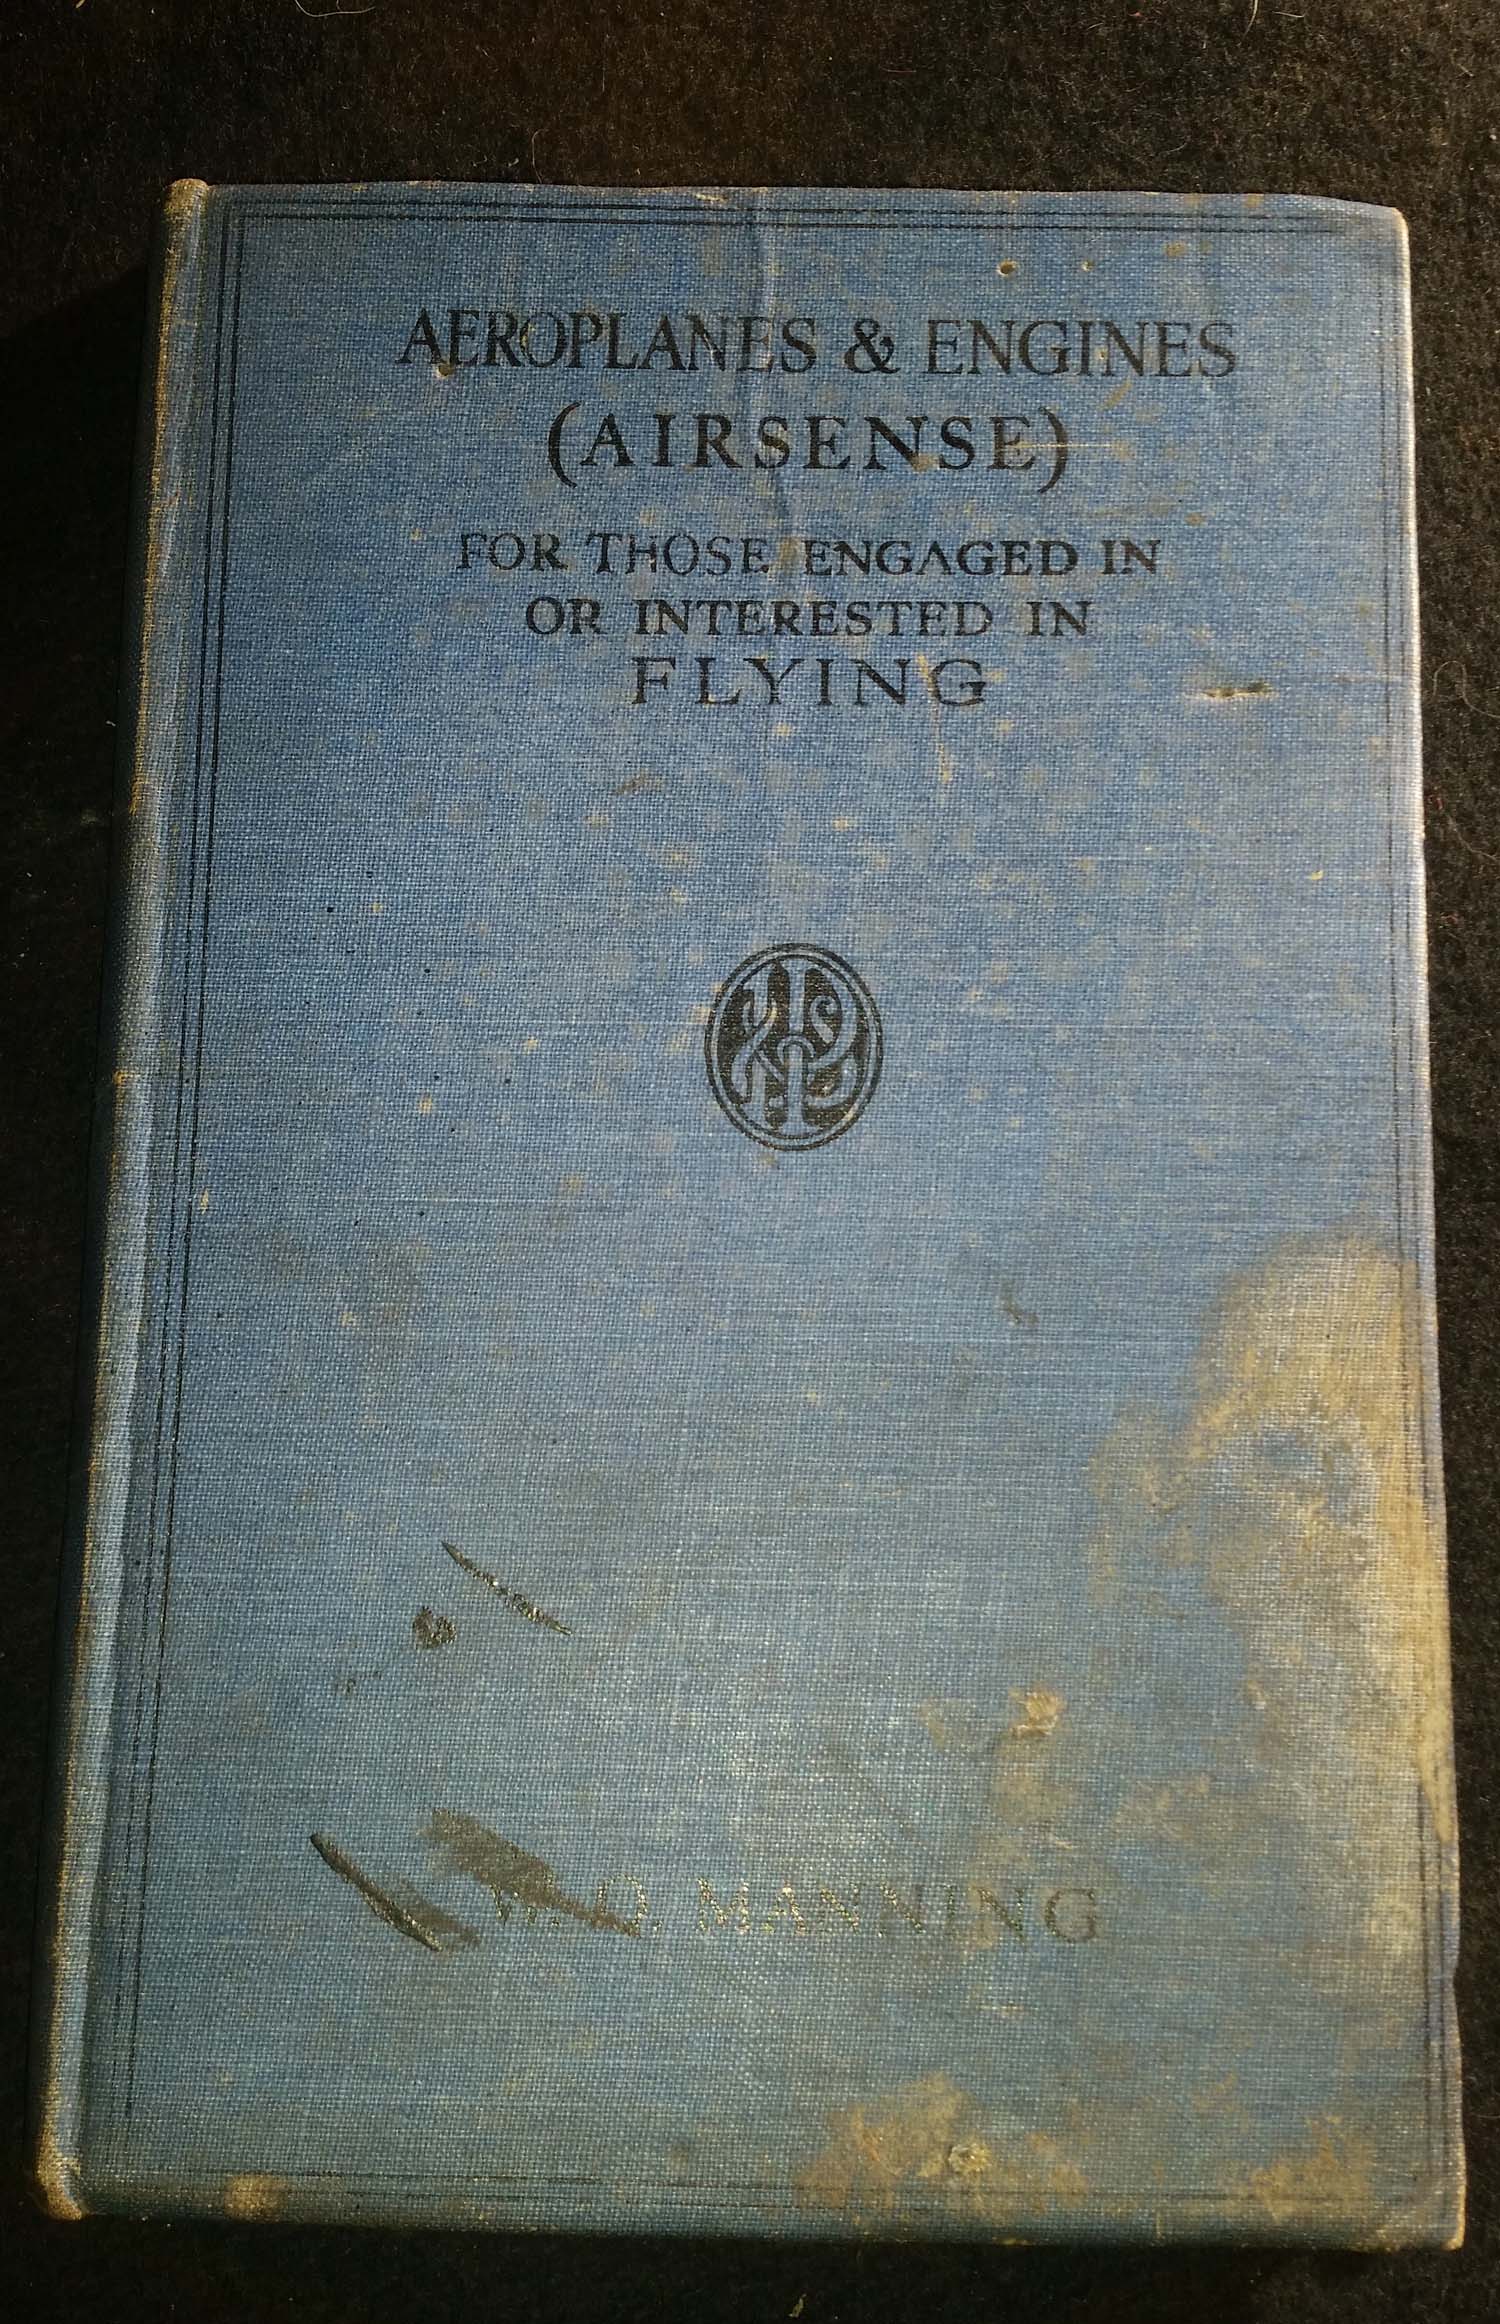 AEROPLANES & ENGINES
(AIRSENSE)
FOR THOSE ENGAGED IN
OR INTERESTED IN
FLYING
W. O. MANNING